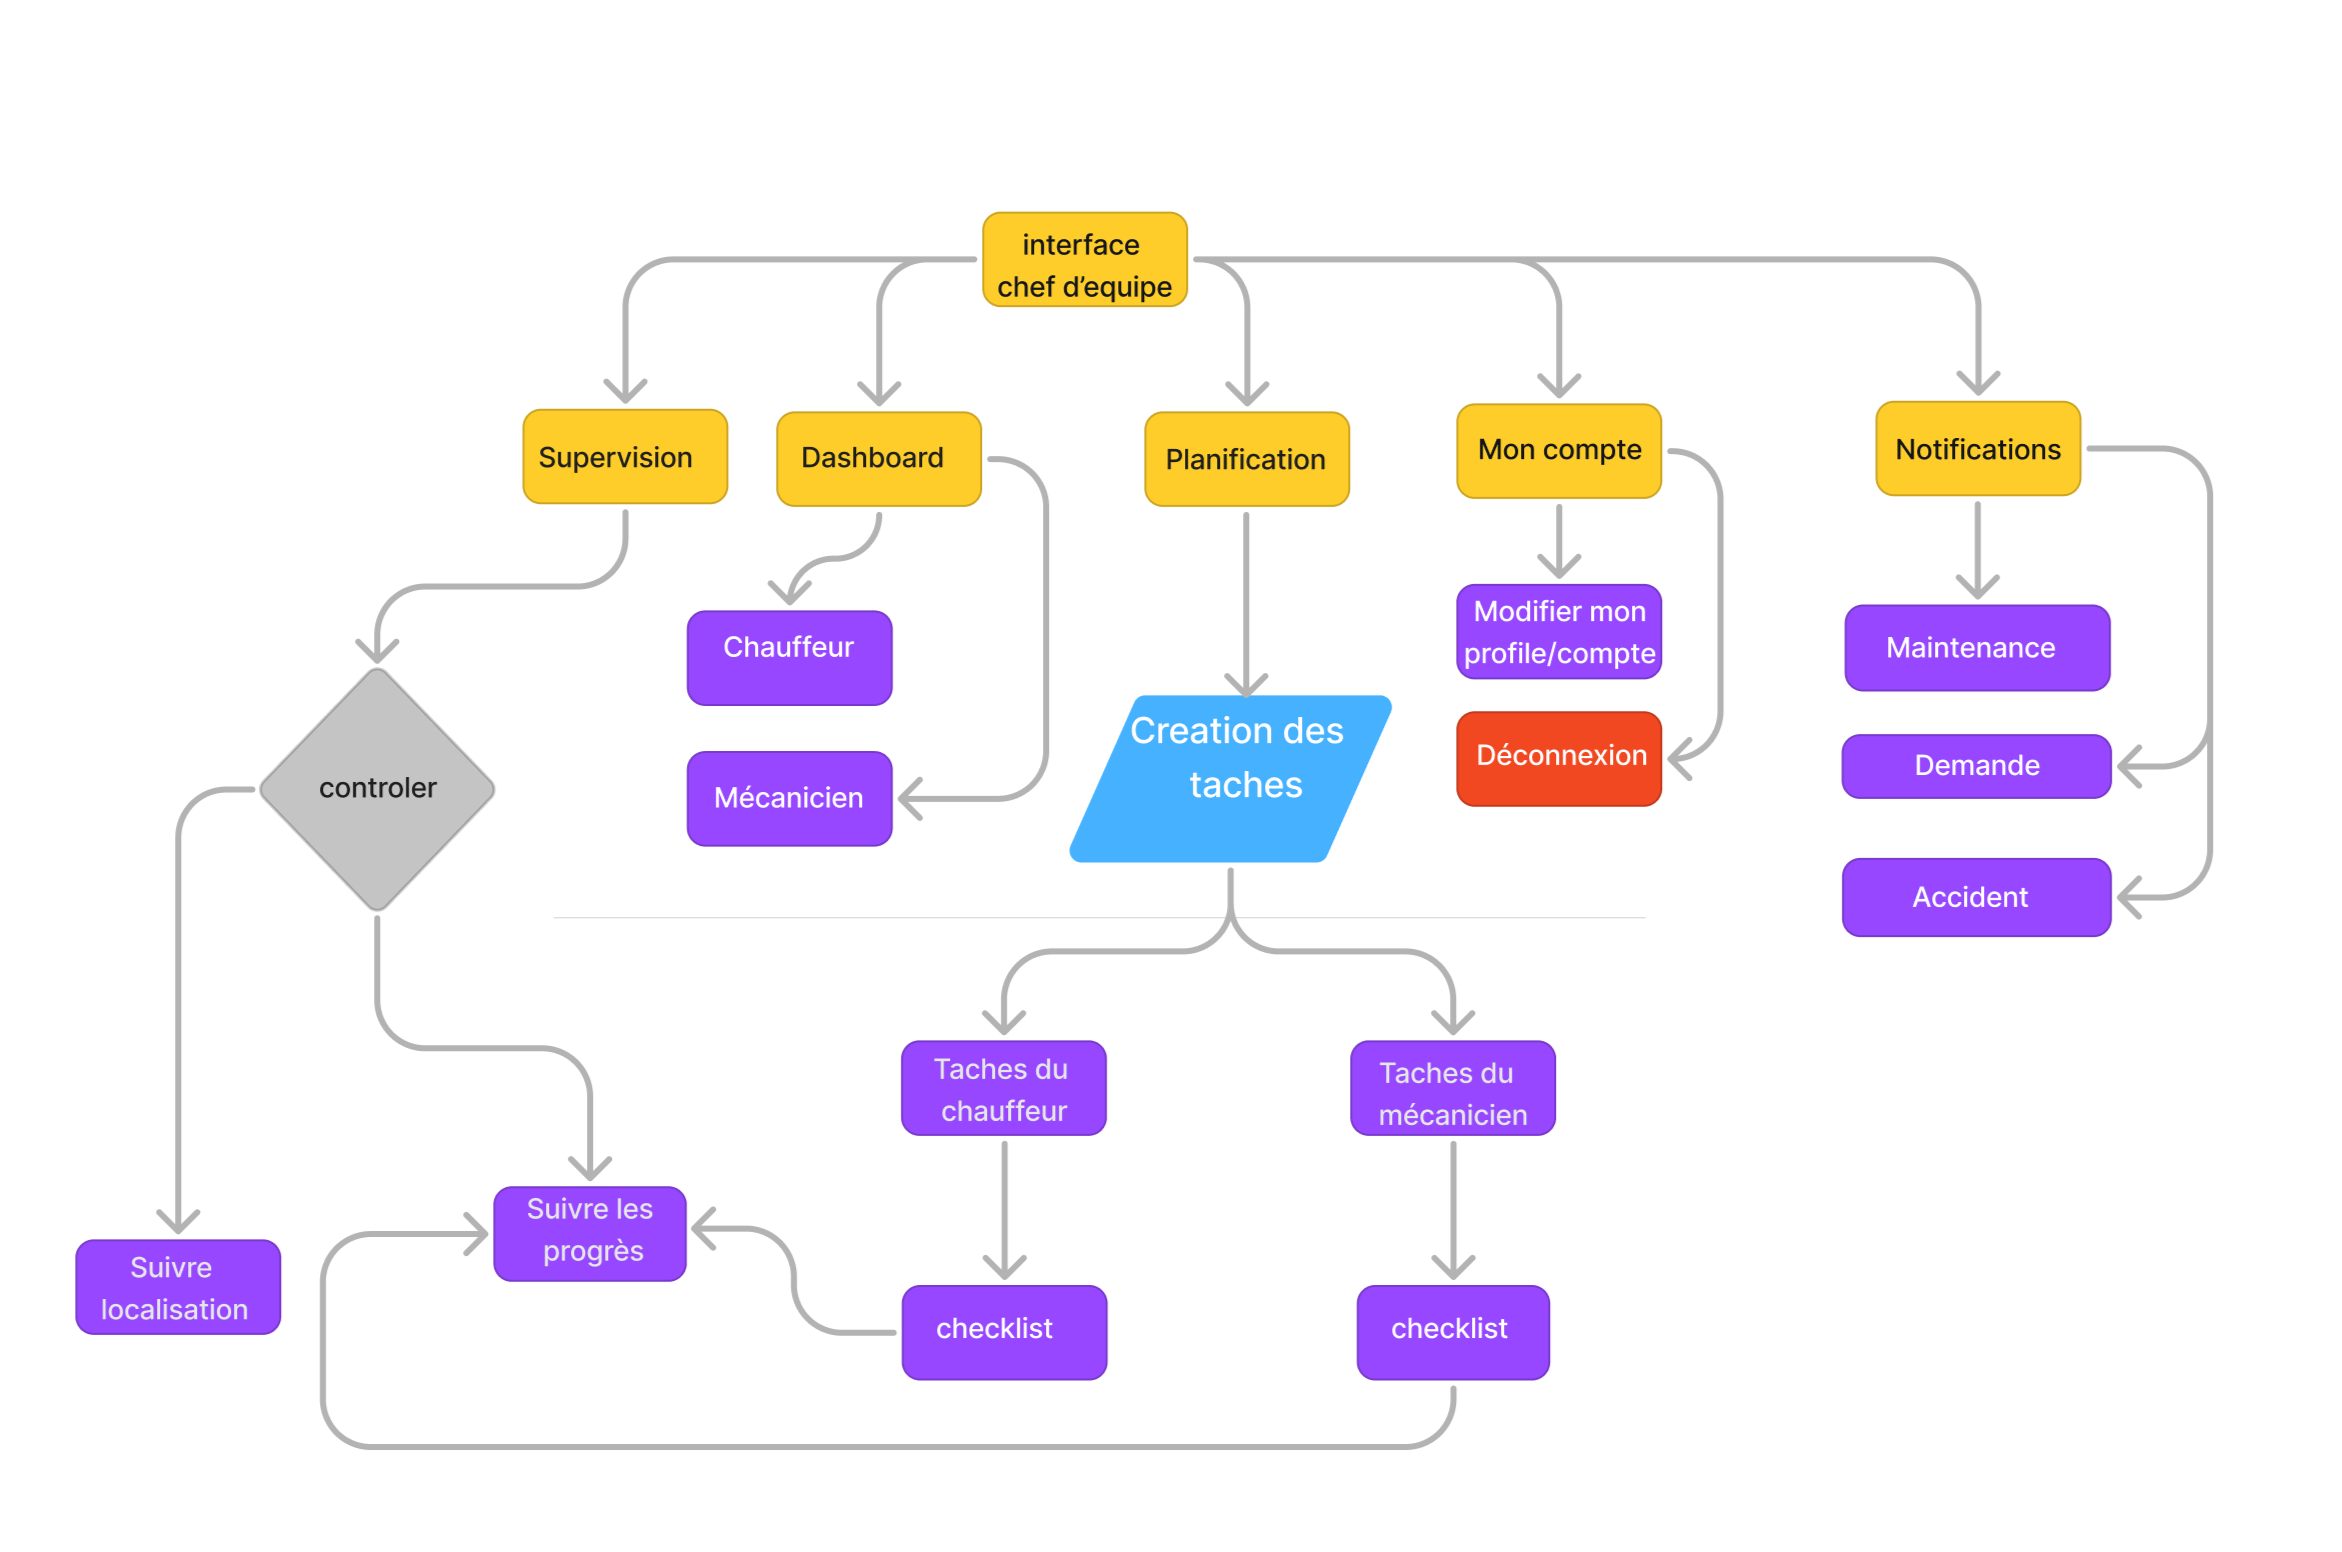 interface
chef d’equipe
Supervision
Dashboard
Planification
Mon compte
Notifications
Chauffeur
Modifier mon
profile/compte
Maintenance
Creation des
taches
Déconnexion
Demande
controler
Mécanicien
Accident
Taches du
chauffeur
Taches du
mécanicien
Suivre les
progrès
Suivre
localisation
checklist
checklist